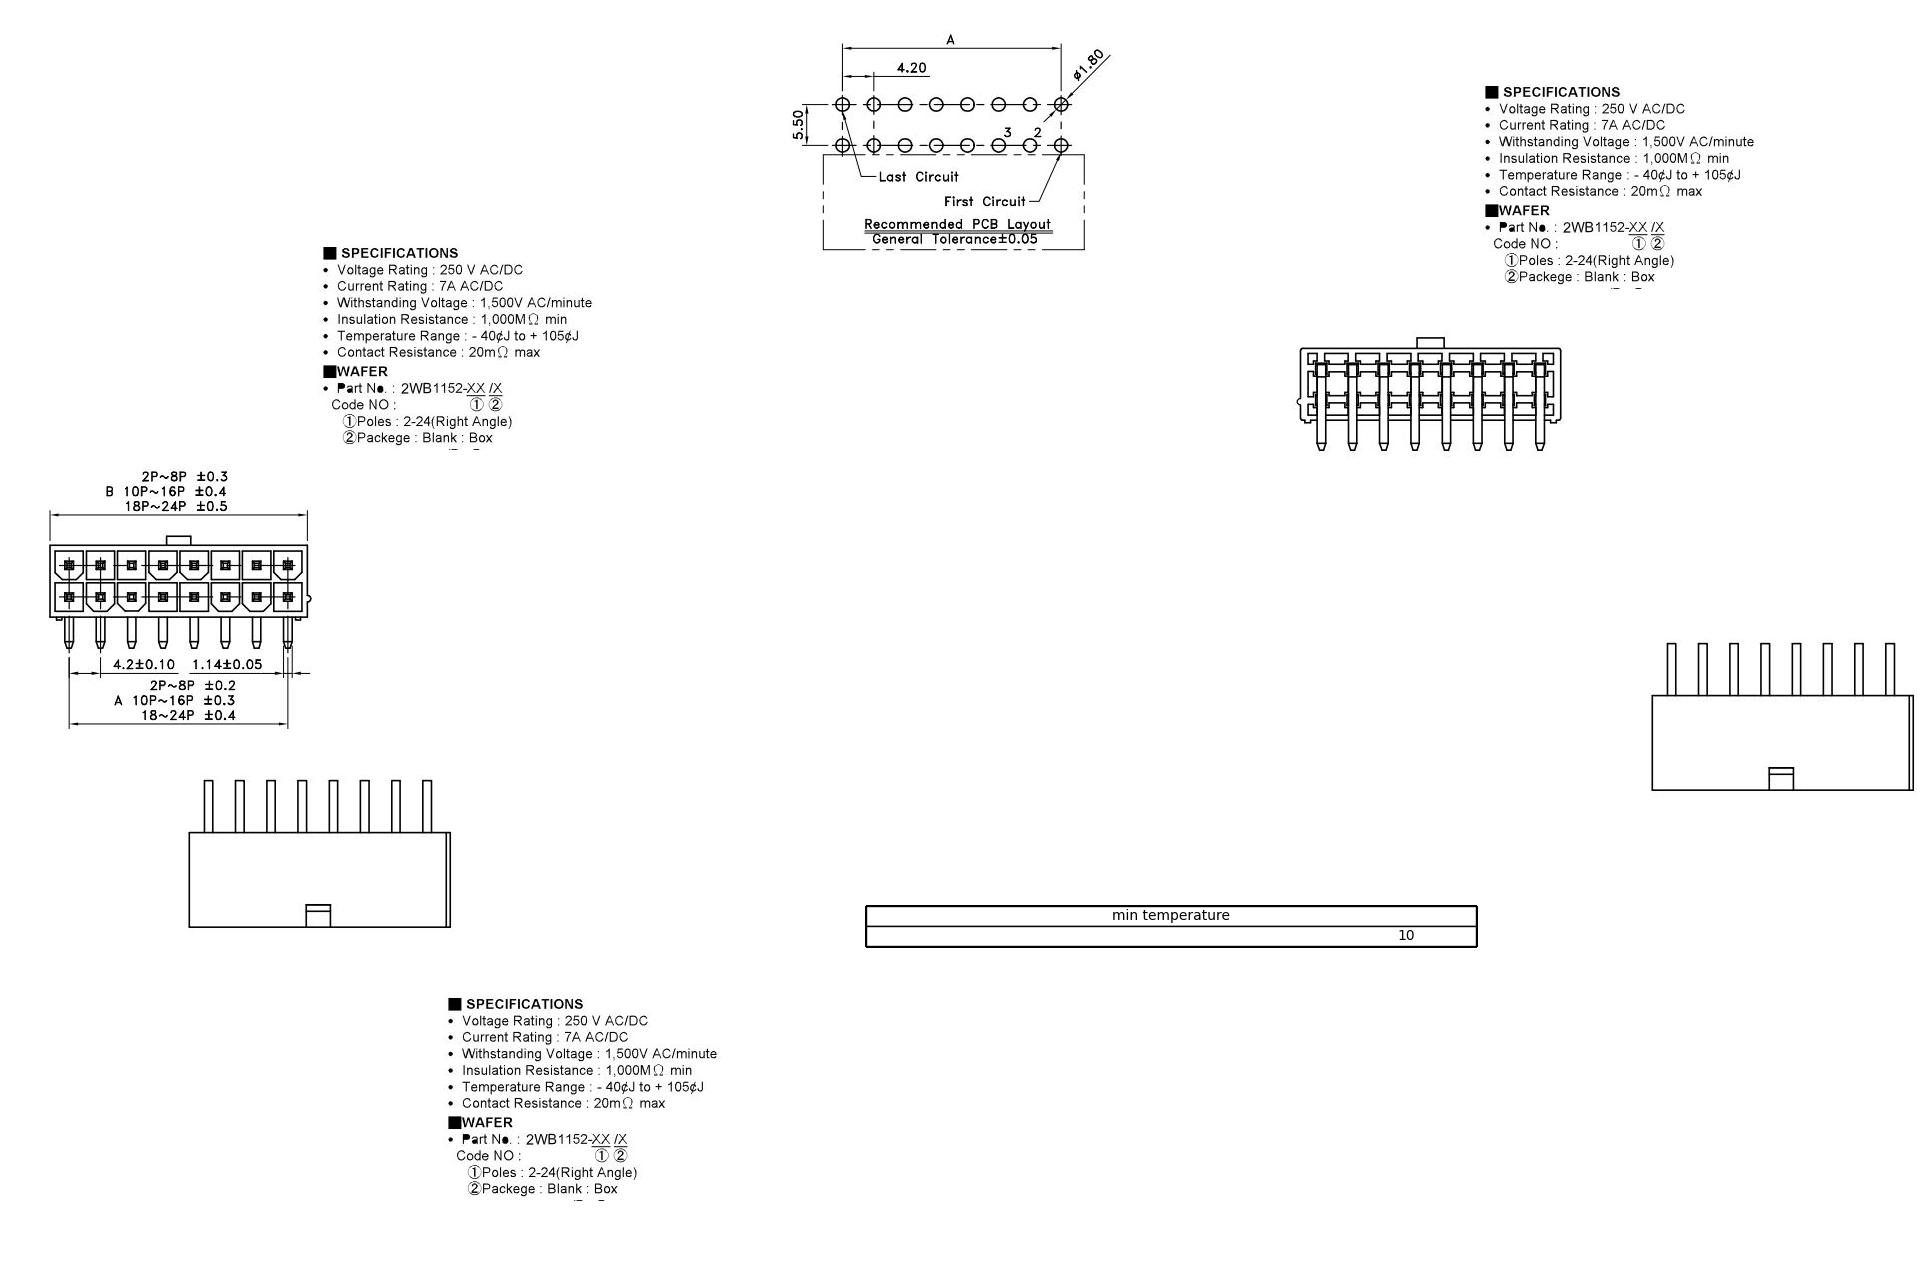 A
4.20
ø1.80
5.50
3 2
Last Circuit
First Circuit
Recommended PCB Layout
General Tolerance±0.05
■ SPECIFICATIONS
• Voltage Rating : 250 V AC/DC
• Current Rating : 7A AC/DC
• Withstanding Voltage : 1,500V AC/minute
• Insulation Resistance : 1,000MΩ min
• Temperature Range : - 40¢J to + 105¢J
• Contact Resistance : 20mΩ max
■WAFER
• Part No. : 2WB1152-XX /X
Code NO : ① ②
①Poles : 2-24(Right Angle)
②Packege : Blank : Box
■ SPECIFICATIONS
• Voltage Rating : 250 V AC/DC
• Current Rating : 7A AC/DC
• Withstanding Voltage : 1,500V AC/minute
• Insulation Resistance : 1,000MΩ min
• Temperature Range : - 40¢J to + 105¢J
• Contact Resistance : 20mΩ max
■WAFER
• Part No. : 2WB1152-XX /X
Code NO : ① ②
①Poles : 2-24(Right Angle)
②Packege : Blank : Box
2P~8P ±0.3
B 10P~16P ±0.4
18P~24P ±0.5
4.2±0.10 1.14±0.05
2P~8P ±0.2
A 10P~16P ±0.3
18~24P ±0.4
min temperature
10
■ SPECIFICATIONS
• Voltage Rating : 250 V AC/DC
• Current Rating : 7A AC/DC
• Withstanding Voltage : 1,500V AC/minute
• Insulation Resistance : 1,000MΩ min
• Temperature Range : - 40¢J to + 105¢J
• Contact Resistance : 20mΩ max
■WAFER
• Part No. : 2WB1152-XX /X
Code NO : ① ②
①Poles : 2-24(Right Angle)
②Packege : Blank : Box